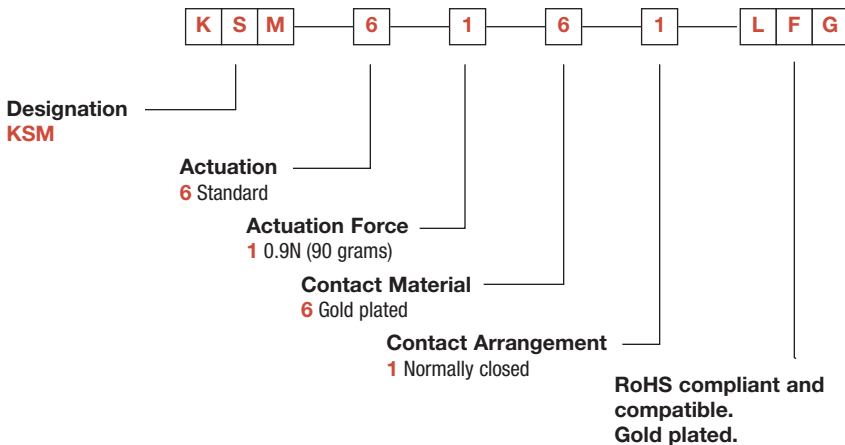 K S M 6 1 6 1 L F G
Designation
KSM
Actuation
6 Standard
Actuation Force
1 0.9N (90 grams)
Contact Material
6 Gold plated
Contact Arrangement
1 Normally closed
RoHS compliant and
compatible.
Gold plated.